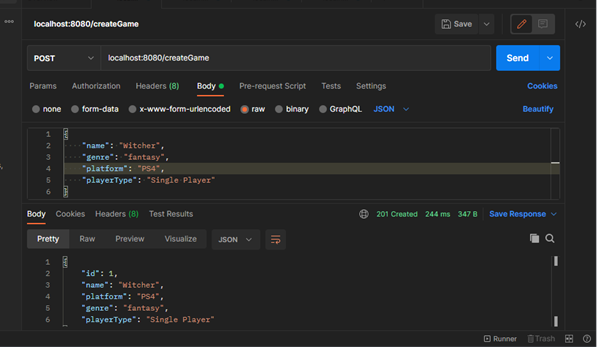 localhost:8080/createGame
Save
POST
localhost:8080/createGame
Send
Params Authorization Headers (8) Body Pre-request Script Tests Settings Cookies
none form-data x-www-form-urlencoded raw binary GraphQL JSON Beautify
1 {
2 "name": "Witcher",
3 "genre": "fantasy",
4 "platform": "PS4",
5 "playerType": "Single Player"
6 }
Body Cookies Headers (8) Test Results 201 Created 244 ms 347 B Save Response
Pretty Raw Preview Visualize JSON
1 {
2 "id": 1,
3 "name": "Witcher",
4 "platform": "PS4",
5 "genre": "fantasy",
6 "playerType": "Single Player"
Runner Trash